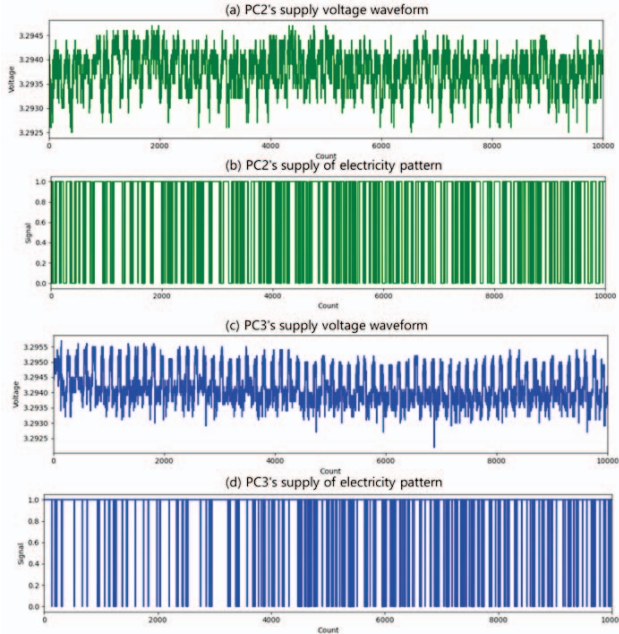 (a) PC2's supply voltage waveform
3.2945
3.2940
3.2935
3.2930
3.2925
Voltage
0 2000 4000 6000 8000 10000
Count
(b) PC2's supply of electricity pattern
1.0
0.8
0.6
0.4
0.2
0.0
Signal
0 2000 4000 6000 8000 10000
Count
(c) PC3's supply voltage waveform
3.2955
3.2950
3.2945
3.2940
3.2935
3.2930
3.2925
Voltage
0 2000 4000 6000 8000 10000
Count
(d) PC3's supply of electricity pattern
1.0
0.8
0.6
0.4
0.2
0.0
Signal
0 2000 4000 6000 8000 1000
Count